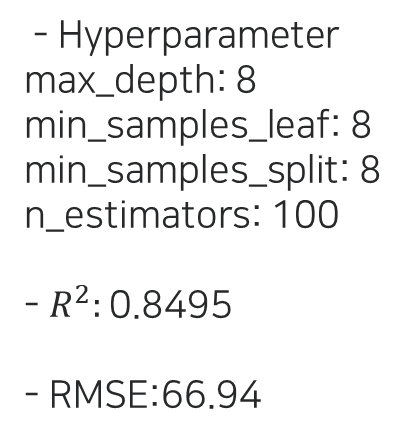 - Hyperparameter
max_depth: 8
min_samples_leaf: 8
min_samples_split: 8
n_estimators: 100
- R²: 0.8495
- RMSE:66.94